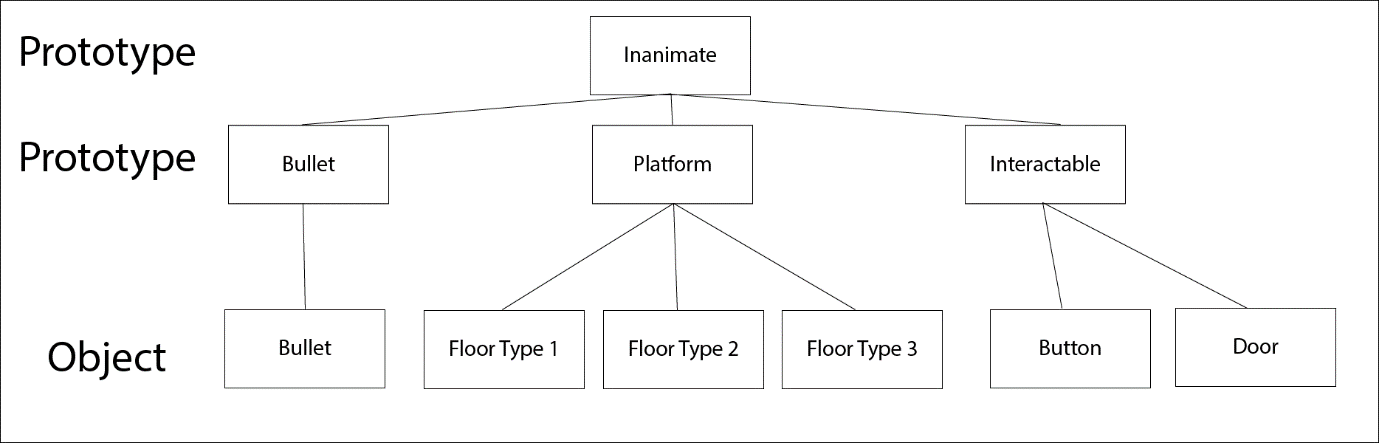 Prototype
Inanimate
Prototype
Bullet
Platform
Interactable
Object
Bullet
Floor Type 1
Floor Type 2
Floor Type 3
Button
Door